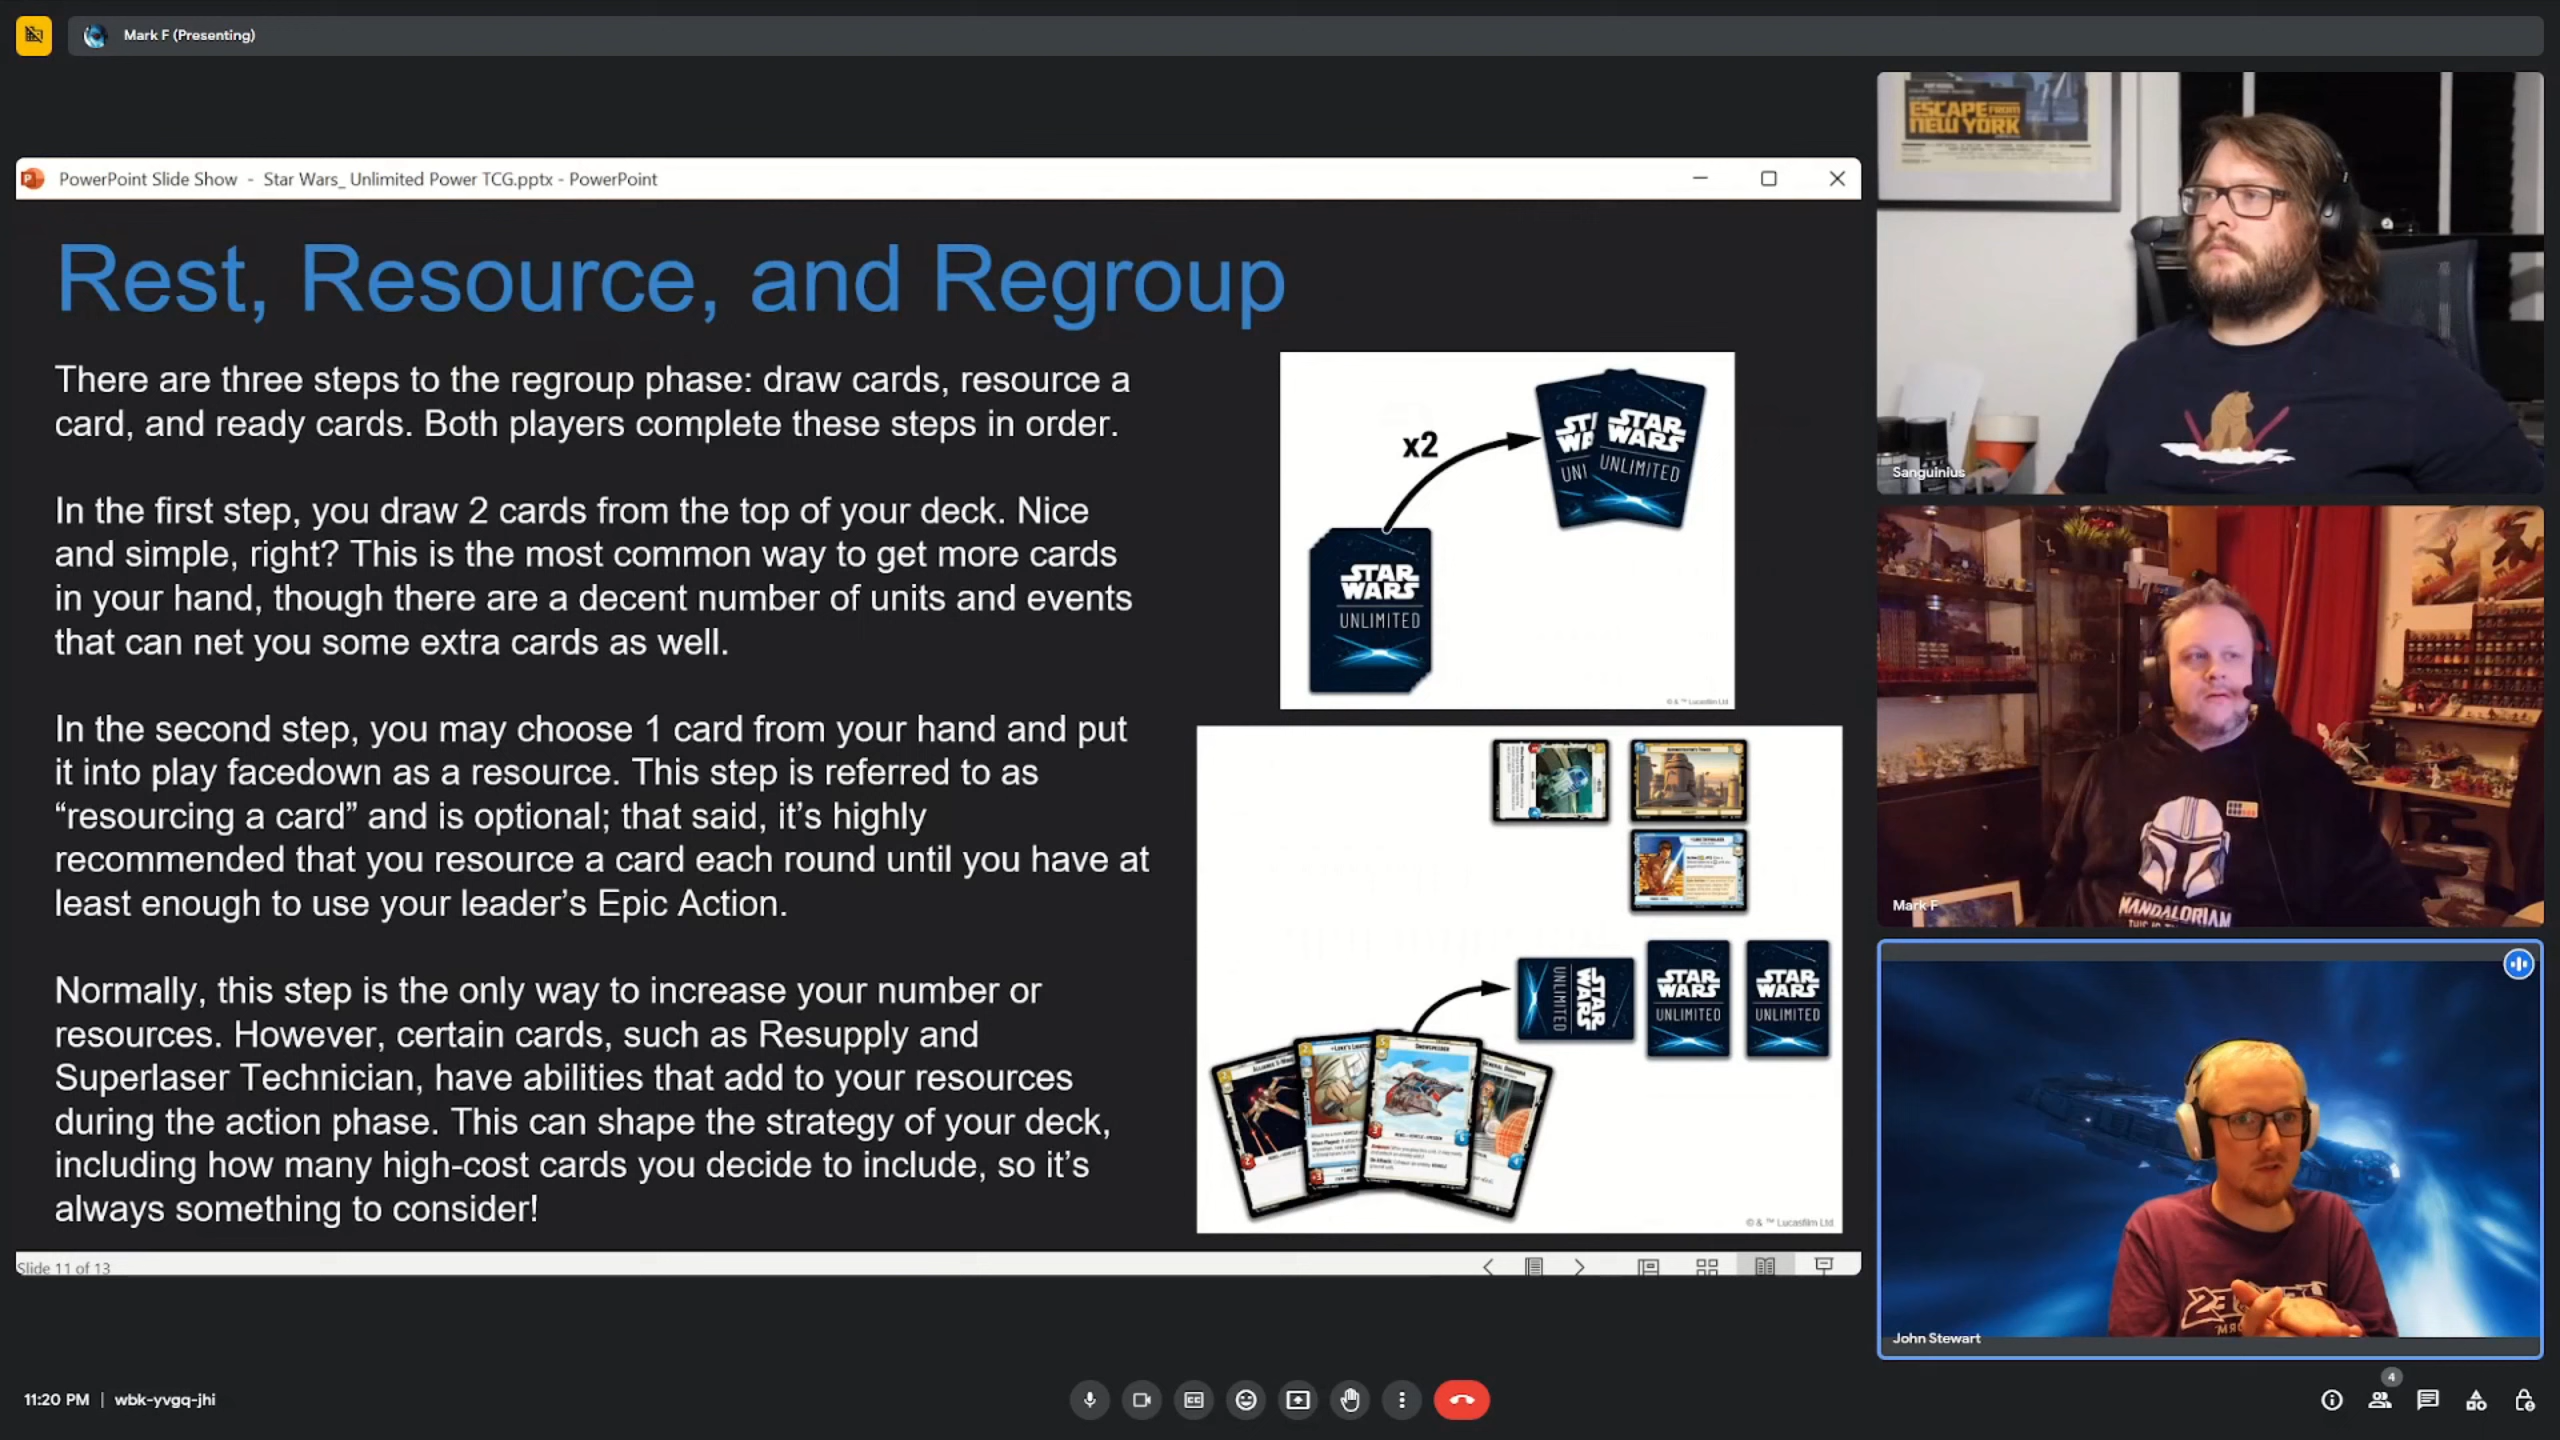 Mark F (Presenting)
PowerPoint Slide Show - Star Wars_ Unlimited Power TCG.pptx - PowerPoint
Rest, Resource, and Regroup
There are three steps to the regroup phase: draw cards, resource a
card, and ready cards. Both players complete these steps in order.
In the first step, you draw 2 cards from the top of your deck. Nice
and simple, right? This is the most common way to get more cards
in your hand, though there are a decent number of units and events
that can net you some extra cards as well.
In the second step, you may choose 1 card from your hand and put
it into play facedown as a resource. This step is referred to as
“resourcing a card” and is optional; that said, it’s highly
recommended that you resource a card each round until you have at
least enough to use your leader’s Epic Action.
Normally, this step is the only way to increase your number or
resources. However, certain cards, such as Resupply and
Superlaser Technician, have abilities that add to your resources
during the action phase. This can shape the strategy of your deck,
including how many high-cost cards you decide to include, so it’s
always something to consider!
x2
STAR
WARS
UNLIMITED
STAR
WARS
UNLIMITED
© & ™ Lucasfilm Ltd
STAR
WARS
UNLIMITED
STAR
WARS
UNLIMITED
STAR
WARS
UNLIMITED
SNOWSPEEDER
© & ™ Lucasfilm Ltd
Slide 11 of 13
ESCAPE FROM
NEW YORK
Sanguinius
MANDALORIAN
Mark F
John Stewart
11:20 PM | wbk-yvgq-jhi
4